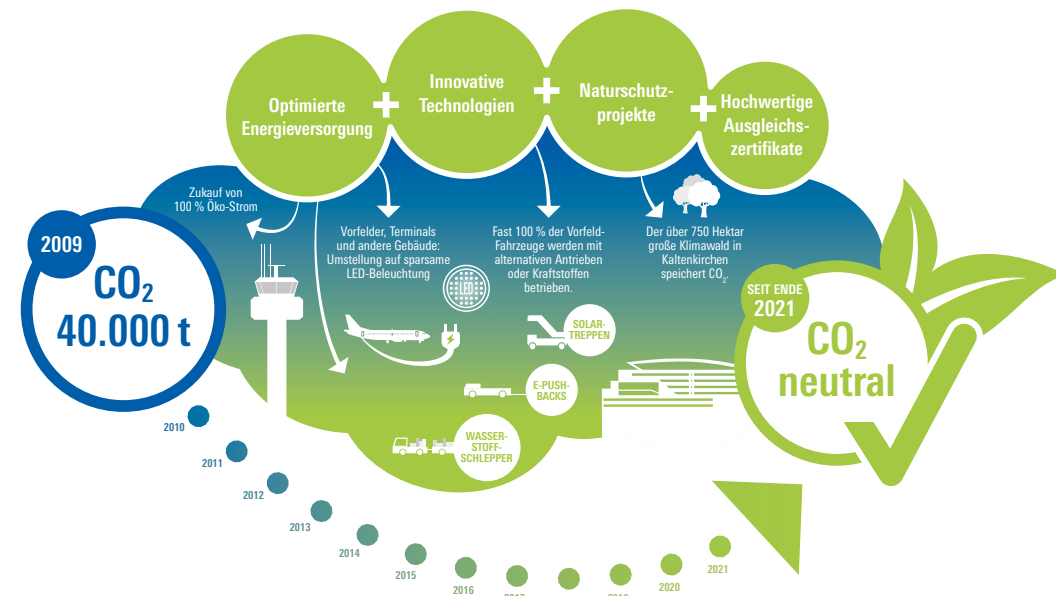 Optimierte
Energieversorgung
+
Innovative
Technologien
+
Naturschutz-
projekte
+
Hochwertige
Ausgleichs-
zertifikate
Zukauf von
100 % Öko-Strom
Vorfelder, Terminals
und andere Gebäude:
Umstellung auf sparsame
LED-Beleuchtung
LED
Fast 100 % der Vorfeld-
Fahrzeuge werden mit
alternativen Antrieben
oder Kraftstoffen
betrieben.
Der über 750 Hektar
große Klimawald in
Kaltenkirchen
speichert CO₂.
2009
CO₂
40.000 t
SOLAR-
TREPPEN
E-PUSH-
BACKS
WASSER-
STOFF-
SCHLEPPER
SEIT ENDE
2021
CO₂
neutral
2010
2011
2012
2013
2014
2015
2016
2017
2020
2021